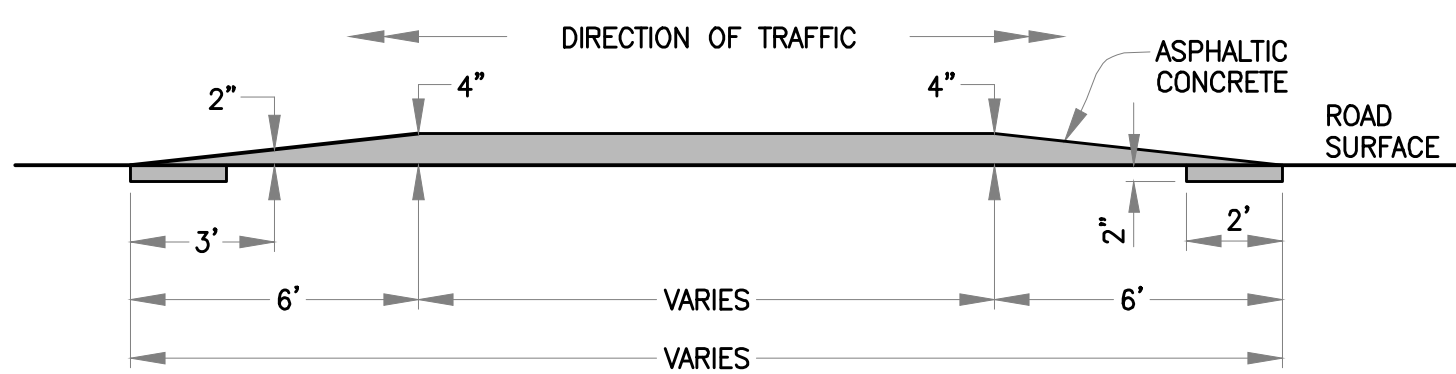 DIRECTION OF TRAFFIC
ASPHALTIC
CONCRETE
2"
4"
4"
ROAD
SURFACE
3'
2"
2'
6'
VARIES
6'
VARIES